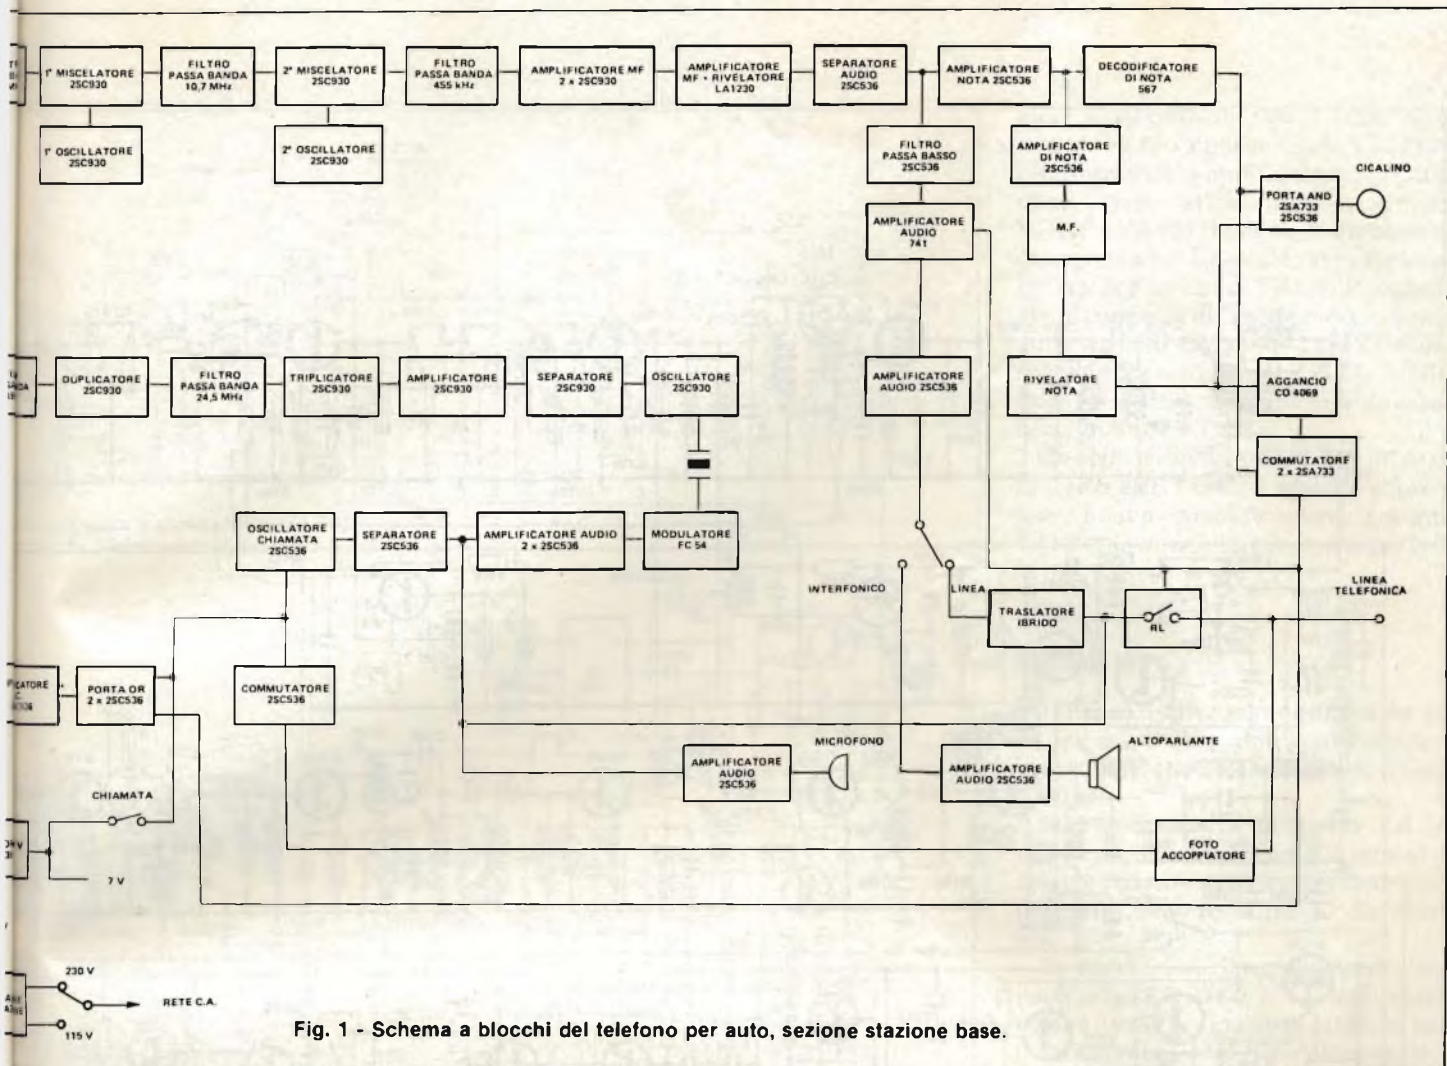 1° MISCELATORE
2SC930
FILTRO
PASSA BANDA
10,7 MHz
2° MISCELATORE
2SC930
FILTRO
PASSA BANDA
455 kHz
AMPLIFICATORE MF
2 x 2SC930
AMPLIFICATORE
MF - RIVELATORE
LA1230
SEPARATORE
AUDIO
2SC536
AMPLIFICATORE
NOTA 2SC536
DECODIFICATORE
DI NOTA
567
1° OSCILLATORE
2SC930
2° OSCILLATORE
2SC930
FILTRO
PASSA BASSO
2SC536
AMPLIFICATORE
DI NOTA
2SC536
CICALINO
PORTA AND
2SA733
2SC536
AMPLIFICATORE
AUDIO
741
M.F.
DUPLICATORE
2SC930
FILTRO
PASSA BANDA
24,5 MHz
TRIPLICATORE
2SC930
AMPLIFICATORE
2SC930
SEPARATORE
2SC930
OSCILLATORE
2SC930
AMPLIFICATORE
AUDIO 2SC536
RIVELATORE
NOTA
AGGANCIO
CD 4069
COMMUTATORE
2 x 2SA733
OSCILLATORE
CHIAMATA
2SC536
SEPARATORE
2SC536
AMPLIFICATORE AUDIO
2 x 2SC536
MODULATORE
FC 54
INTERFONICO
LINEA
TRASLATORE
IBRIDO
RL
LINEA
TELEFONICA
PORTA OR
2 x 2SC536
COMMUTATORE
2SC536
AMPLIFICATORE
AUDIO
2SC536
MICROFONO
AMPLIFICATORE
AUDIO 2SC536
ALTOPARLANTE
CHIAMATA
7 V
FOTO
ACCOPPIATORE
230 V
115 V
RETE C.A.
Fig. 1 - Schema a blocchi del telefono per auto, sezione stazione base.